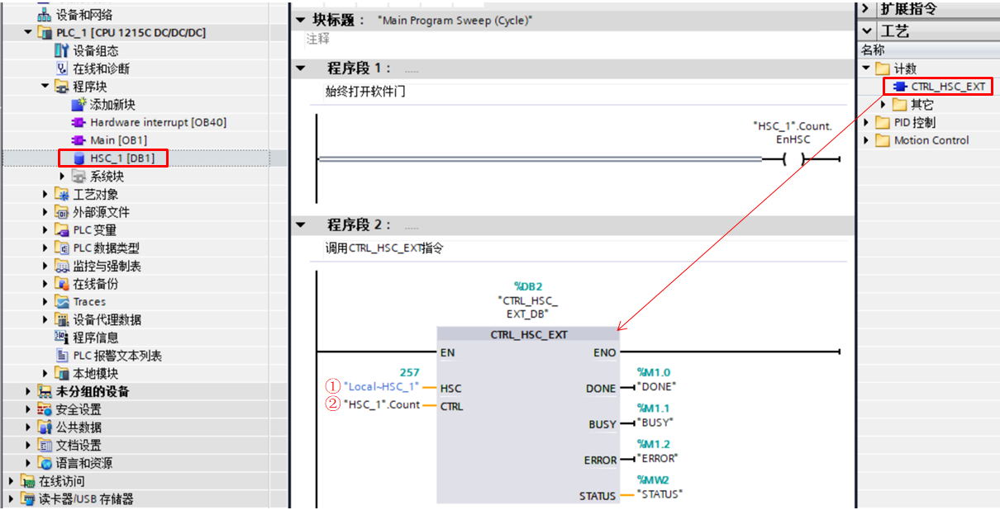 设备和网络
PLC_1 [CPU 1215C DC/DC/DC]
设备组态
在线和诊断
程序块
添加新块
Hardware interrupt [OB40]
Main [OB1]
HSC_1 [DB1]
系统块
工艺对象
外部源文件
PLC 变量
PLC 数据类型
监控与强制表
在线备份
Traces
设备代理数据
程序信息
PLC 报警文本列表
本地模块
未分组的设备
安全设置
公共数据
文档设置
语言和资源
在线访问
读卡器/USB 存储器
块标题： "Main Program Sweep (Cycle)"
注释
程序段 1： .....
始终打开软件门
"HSC_1".Count.
EnHSC
程序段 2： .....
调用CTRL_HSC_EXT指令
%DB2
"CTRL_HSC_
EXT_DB"
CTRL_HSC_EXT
EN ENO
257 %M1.0
① "Local~HSC_1" HSC DONE "DONE"
② "HSC_1".Count CTRL %M1.1
BUSY "BUSY"
%M1.2
ERROR "ERROR"
%MW2
STATUS "STATUS"
扩展指令
工艺
名称
计数
CTRL_HSC_EXT
其它
PID 控制
Motion Control